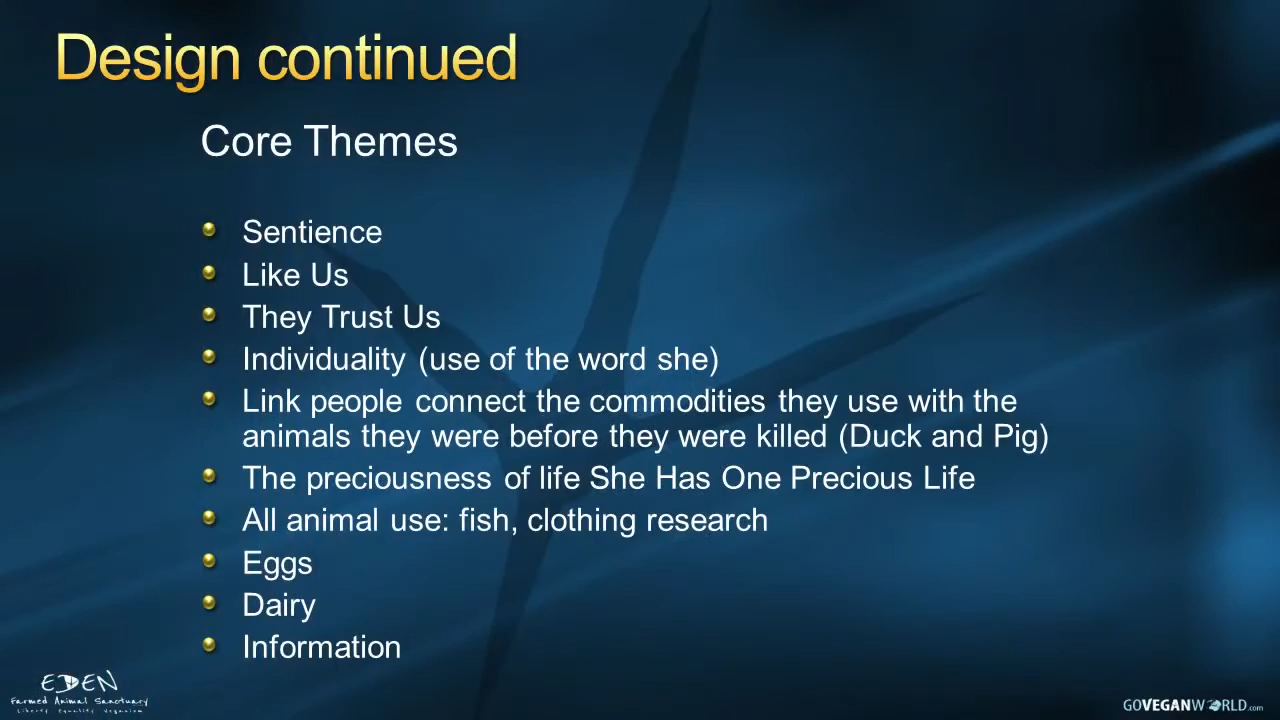 Design continued
Core Themes
Sentience
Like Us
They Trust Us
Individuality (use of the word she)
Link people connect the commodities they use with the
animals they were before they were killed (Duck and Pig)
The preciousness of life She Has One Precious Life
All animal use: fish, clothing research
Eggs
Dairy
Information
EDEN
Farmed Animal Sanctuary
Liberty Equality Veganism
GOVEGANWORLD.com